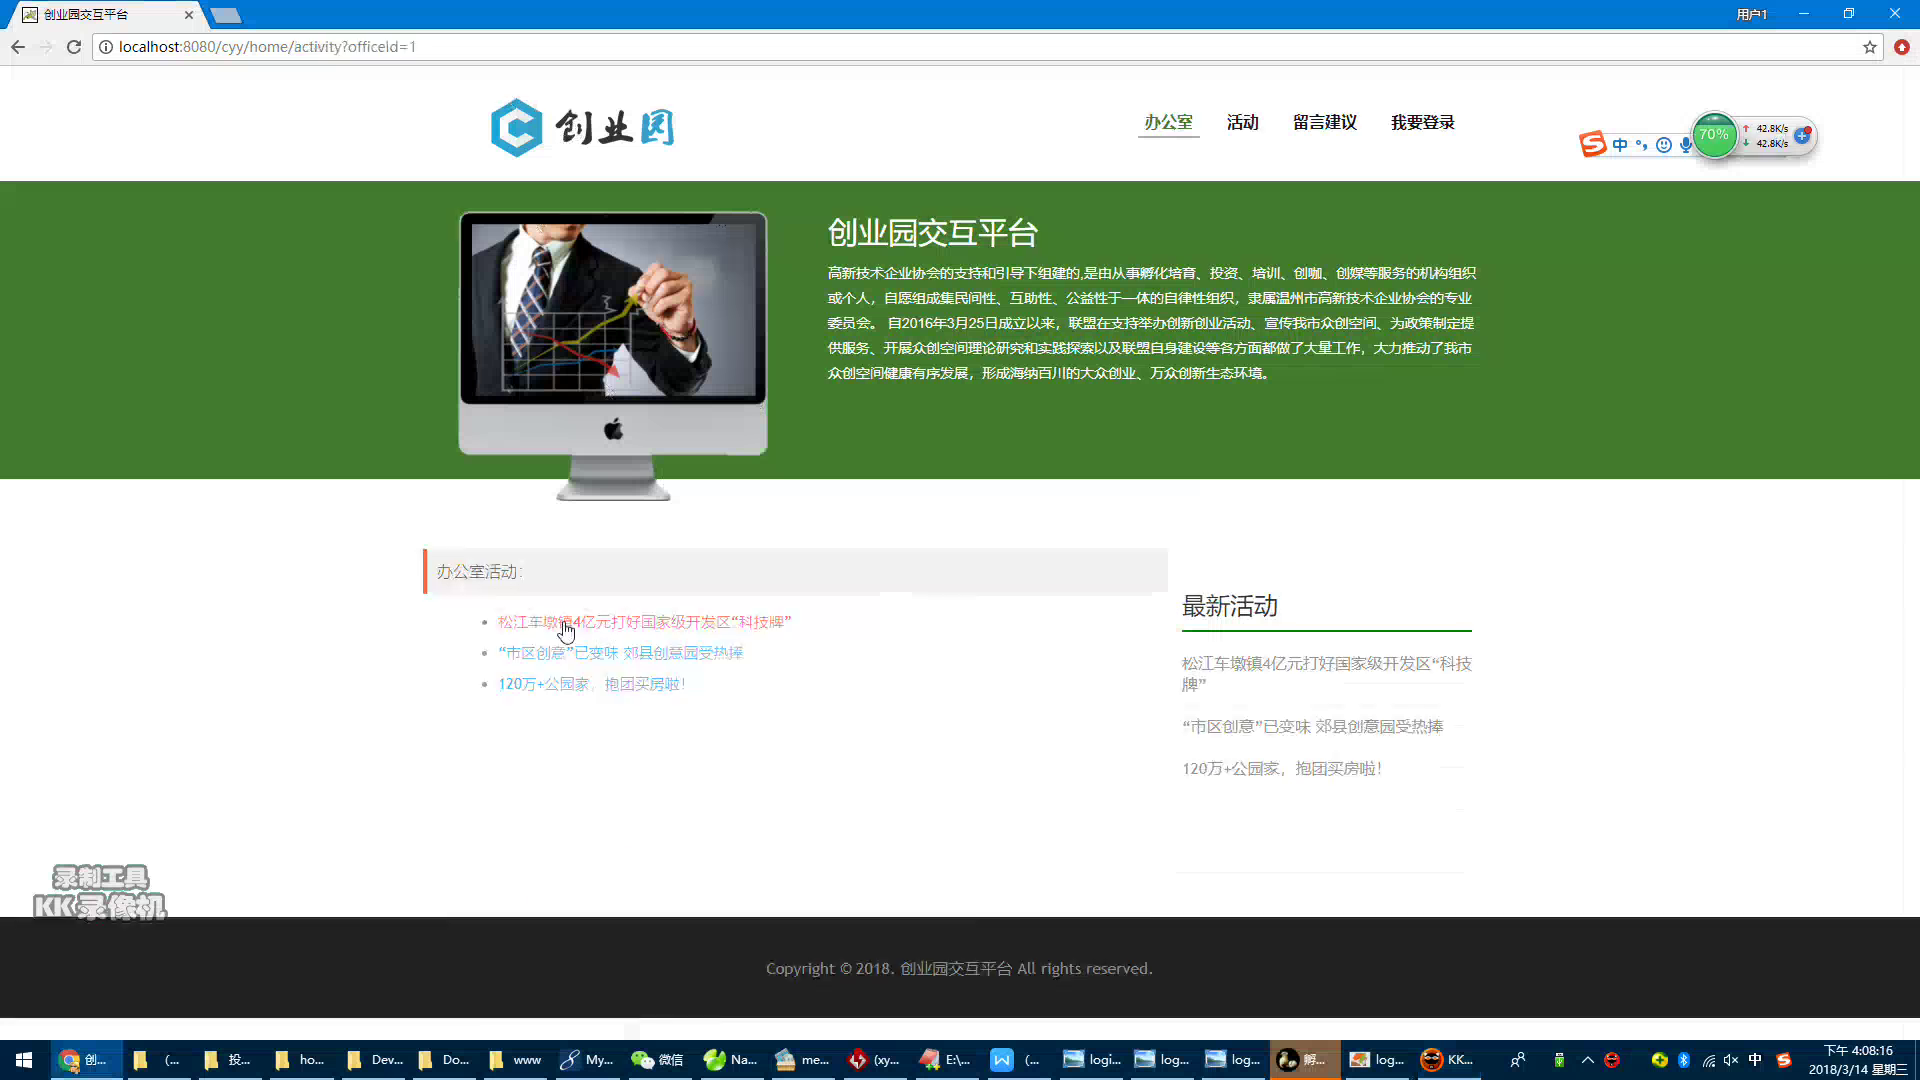 创业园交互平台
用户1
localhost:8080/cyy/home/activity?officeId=1
创业园
办公室 活动 留言建议 我要登录
中
70%
42.8K/s
42.8K/s
创业园交互平台
高新技术企业协会的支持和引导下组建的,是由从事孵化培育、投资、培训、创咖、创媒等服务的机构组织
或个人，自愿组成集民间性、互助性、公益性于一体的自律性组织，隶属温州市高新技术企业协会的专业
委员会。 自2016年3月25日成立以来，联盟在支持举办创新创业活动、宣传我市众创空间、为政策制定提
供服务、开展众创空间理论研究和实践探索以及联盟自身建设等各方面都做了大量工作，大力推动了我市
众创空间健康有序发展，形成海纳百川的大众创业、万众创新生态环境。
办公室活动：
松江车墩镇4亿元打好国家级开发区“科技牌”
“市区创意”已变味 郊县创意园受热捧
120万+公园家，抱团买房啦！
最新活动
松江车墩镇4亿元打好国家级开发区“科技
牌”
“市区创意”已变味 郊县创意园受热捧
120万+公园家，抱团买房啦！
录制工具
KK录像机
Copyright © 2018. 创业园交互平台 All rights reserved.
创... (... 投... ho... Dev... Do... www My... 微信 Na... me... (xy... E:\... (... logi... log... log... 孵... log... KK... 中
下午 4:08:16
2018/3/14 星期三